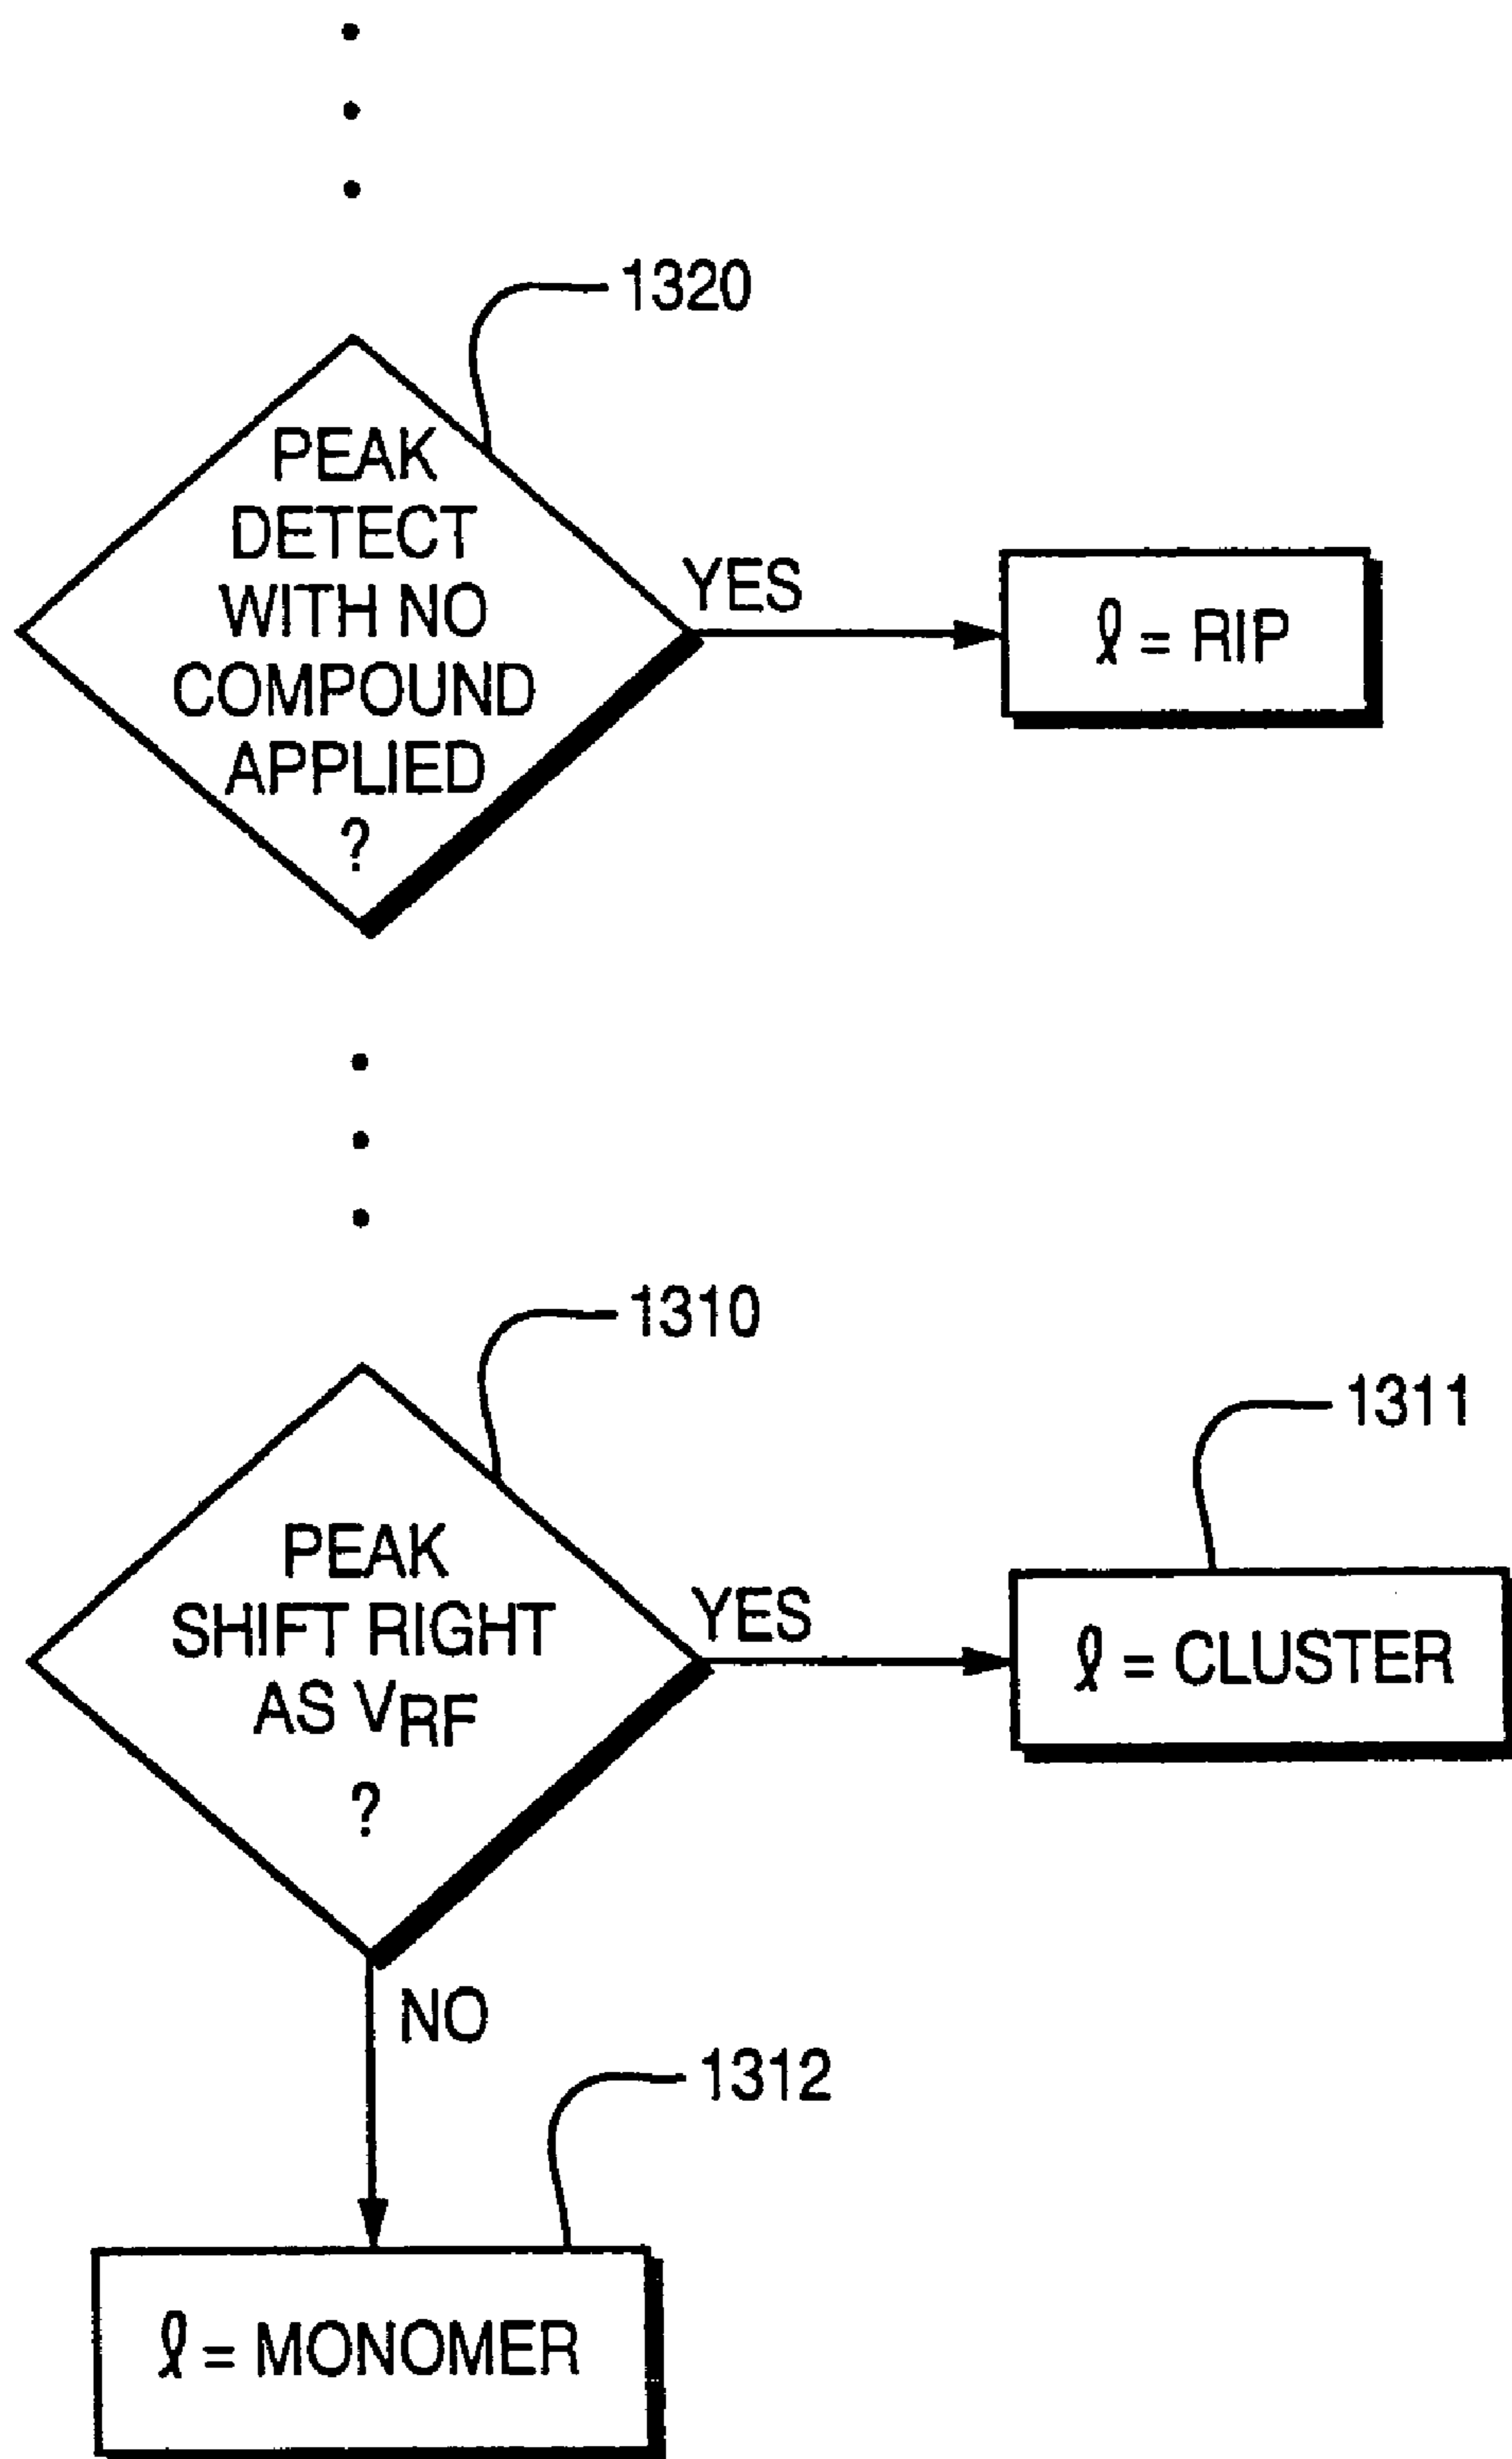 1320
PEAK
DETECT
WITH NO
COMPOUND
APPLIED
?
YES
ℓ = RIP
1310
PEAK
SHIFT RIGHT
AS VRF
?
YES
1311
ℓ = CLUSTER
NO
1312
ℓ = MONOMER